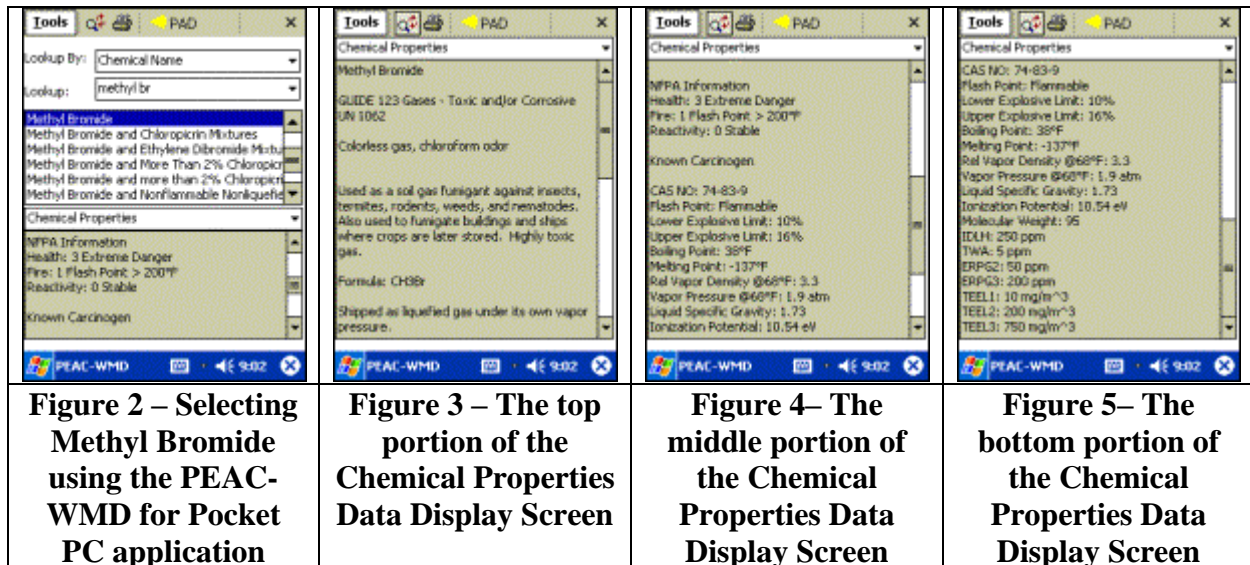 Tools PAD ×
Lookup By: Chemical Name
Lookup: methyl br
Methyl Bromide
Methyl Bromide and Chloropicrin Mixtures
Methyl Bromide and Ethylene Dibromide Mixtu
Methyl Bromide and More Than 2% Chloropicr
Methyl Bromide and more than 2% Chloropicri
Methyl Bromide and Nonflammable Nonliquefie
Chemical Properties
NFPA Information
Health: 3 Extreme Danger
Fire: 1 Flash Point > 200°F
Reactivity: 0 Stable
Known Carcinogen
PEAC-WMD 9:02
Figure 2 – Selecting
Methyl Bromide
using the PEAC-
WMD for Pocket
PC application
Tools PAD ×
Chemical Properties
Methyl Bromide
GUIDE 123 Gases - Toxic and/or Corrosive
UN 1062
Colorless gas, chloroform odor
Used as a soil gas fumigant against insects,
termites, rodents, weeds, and nematodes.
Also used to fumigate buildings and ships
where crops are later stored. Highly toxic
gas.
Formula: CH3Br
Shipped as liquefied gas under its own vapor
pressure.
PEAC-WMD 9:02
Figure 3 – The top
portion of the
Chemical Properties
Data Display Screen
Tools PAD ×
Chemical Properties
NFPA Information
Health: 3 Extreme Danger
Fire: 1 Flash Point > 200°F
Reactivity: 0 Stable
Known Carcinogen
CAS NO: 74-83-9
Flash Point: Flammable
Lower Explosive Limit: 10%
Upper Explosive Limit: 16%
Boiling Point: 38°F
Melting Point: -137°F
Rel Vapor Density @68°F: 3.3
Vapor Pressure @68°F: 1.9 atm
Liquid Specific Gravity: 1.73
Ionization Potential: 10.54 eV
PEAC-WMD 9:02
Figure 4– The
middle portion of
the Chemical
Properties Data
Display Screen
Tools PAD ×
Chemical Properties
CAS NO: 74-83-9
Flash Point: Flammable
Lower Explosive Limit: 10%
Upper Explosive Limit: 16%
Boiling Point: 38°F
Melting Point: -137°F
Rel Vapor Density @68°F: 3.3
Vapor Pressure @68°F: 1.9 atm
Liquid Specific Gravity: 1.73
Ionization Potential: 10.54 eV
Molecular Weight: 95
IDLH: 250 ppm
TWA: 5 ppm
ERPG2: 50 ppm
ERPG3: 200 ppm
TEEL1: 10 mg/m^3
TEEL2: 200 mg/m^3
TEEL3: 750 mg/m^3
PEAC-WMD 9:02
Figure 5– The
bottom portion of
the Chemical
Properties Data
Display Screen